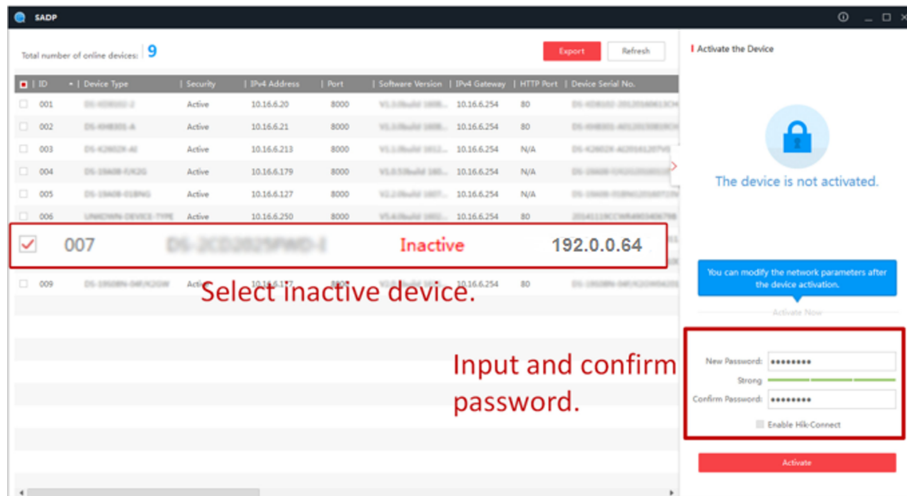 SADP
Total number of online devices: 9
Export
Refresh
ID Device Type Security IPv4 Address Port Software Version IPv4 Gateway HTTP Port Device Serial No.
001 Active 10.16.6.20 8000 10.16.6.254 80
002 Active 10.16.6.21 8000 10.16.6.254 80
003 Active 10.16.6.213 8000 10.16.6.254 N/A
004 Active 10.16.6.179 8000 10.16.6.254 N/A
005 Active 10.16.6.127 8000 10.16.6.254 N/A
006 Active 10.16.6.250 8000 10.16.6.254 80
007 Inactive 192.0.0.64
009 10.16.6.254 80
Select inactive device.
Input and confirm
password.
Activate the Device
The device is not activated.
You can modify the network parameters after
the device activation.
Activate Now
New Password: ••••••••
Strong
Confirm Password: ••••••••
Enable Hik-Connect
Activate